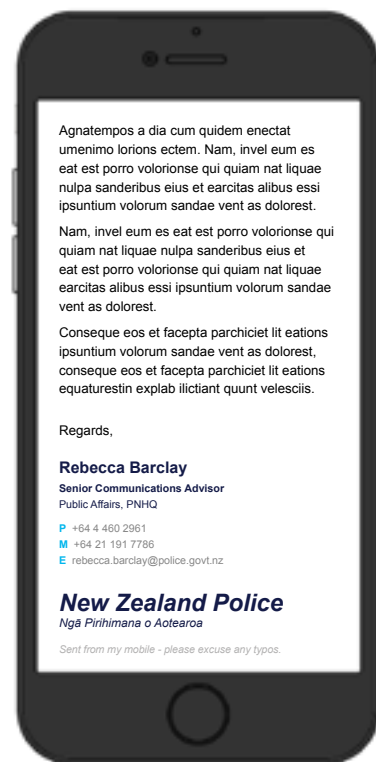 Agnatempos a dia cum quidem enectat
umenimo lorions ectem. Nam, invel eum es
eat est porro volorionse qui quiam nat liquae
nulpa sanderibus eius et earcitas alibus essi
ipsuntium volorum sandae vent as dolorest.
Nam, invel eum es eat est porro volorionse qui
quiam nat liquae nulpa sanderibus eius et
eat est porro volorionse qui quiam nat liquae
earcitas alibus essi ipsuntium volorum sandae
vent as dolorest.
Conseque eos et facepta parchiciet lit eations
ipsuntium volorum sandae vent as dolorest,
conseque eos et facepta parchiciet lit eations
equaturestin explab ilictiant quunt velesciis.
Regards,
Rebecca Barclay
Senior Communications Advisor
Public Affairs, PNHQ
P +64 4 460 2961
M +64 21 191 7786
E rebecca.barclay@police.govt.nz
New Zealand Police
Ngā Pirihimana o Aotearoa
Sent from my mobile - please excuse any typos.